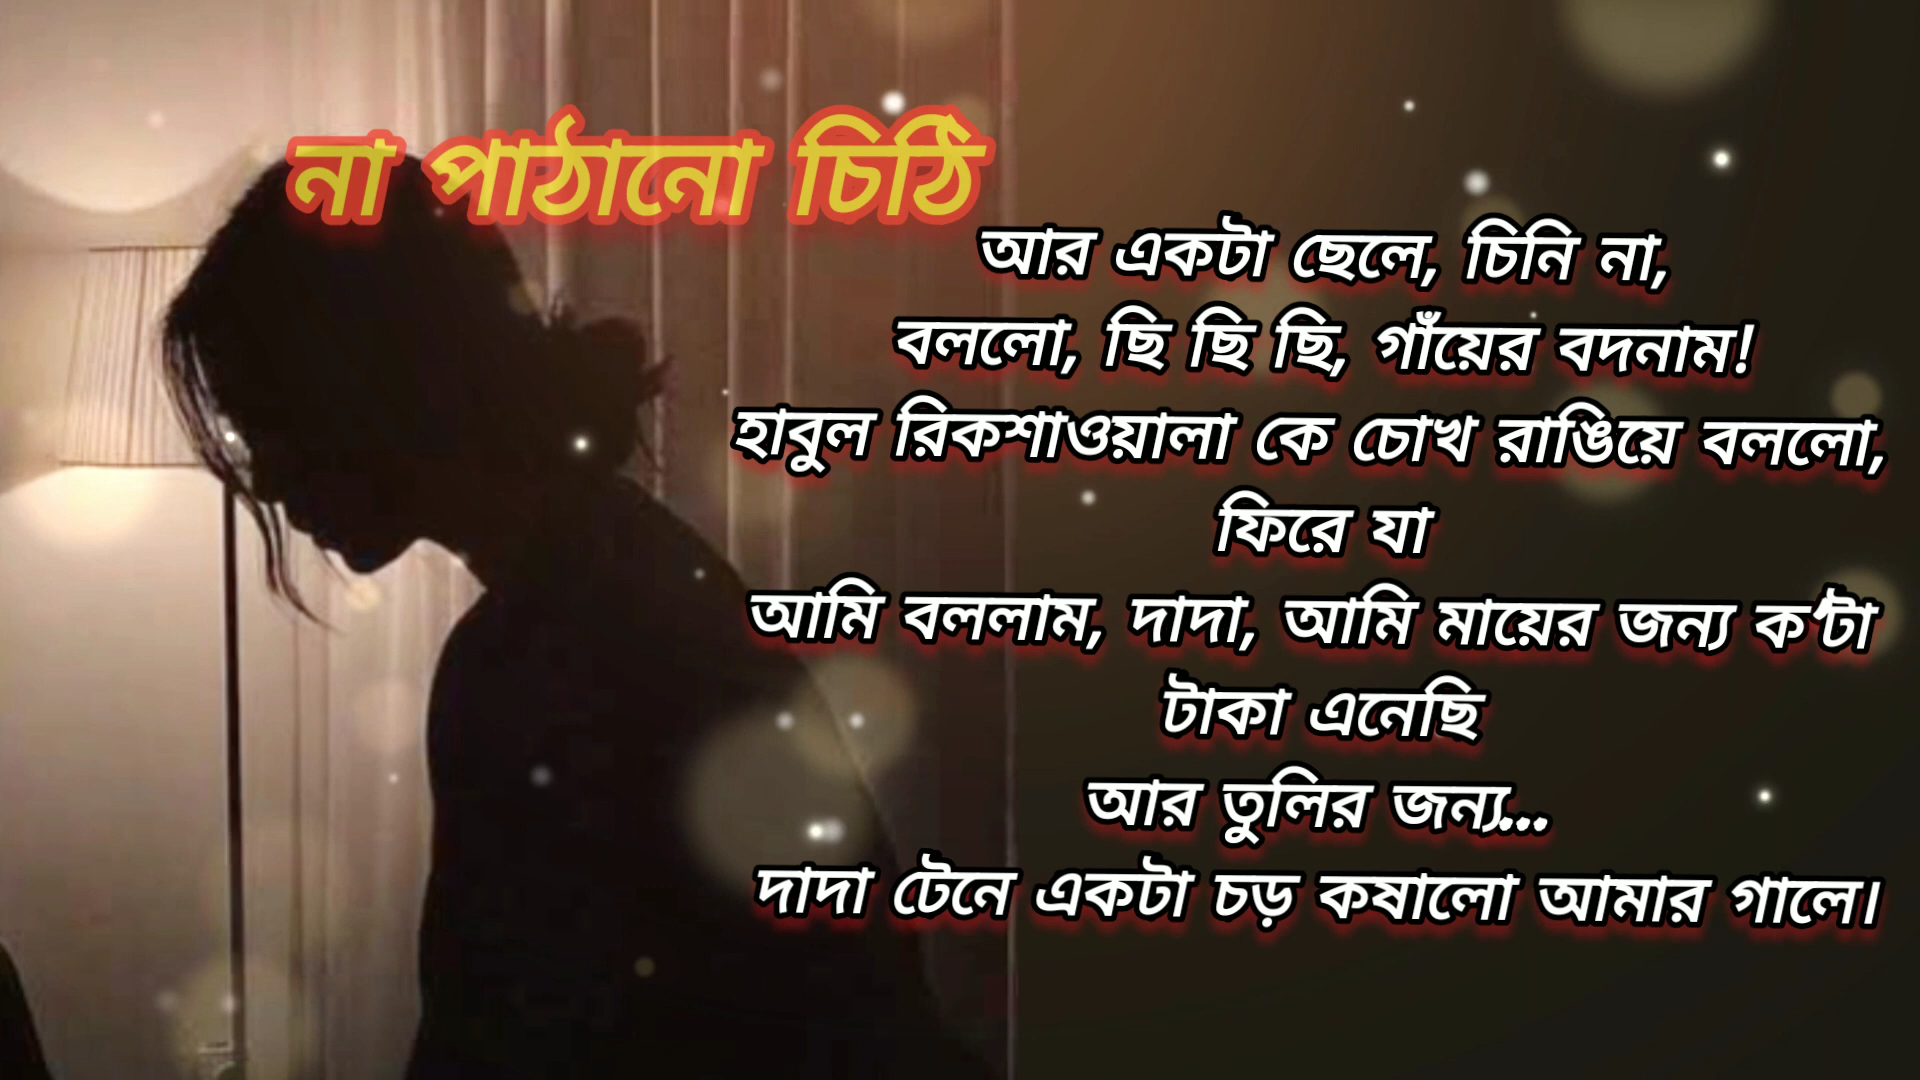 না পাঠানো চিঠি
আর একটা ছেলে, চিনি না,
বললো, ছি ছি ছি, গাঁয়ের বদনাম!
হাবুল রিকশাওয়ালা কে চোখ রাঙিয়ে বললো,
ফিরে যা
আমি বললাম, দাদা, আমি মায়ের জন্য ক'টা
টাকা এনেছি
আর তুলির জন্য...
দাদা টেনে একটা চড় কষালো আমার গালে।